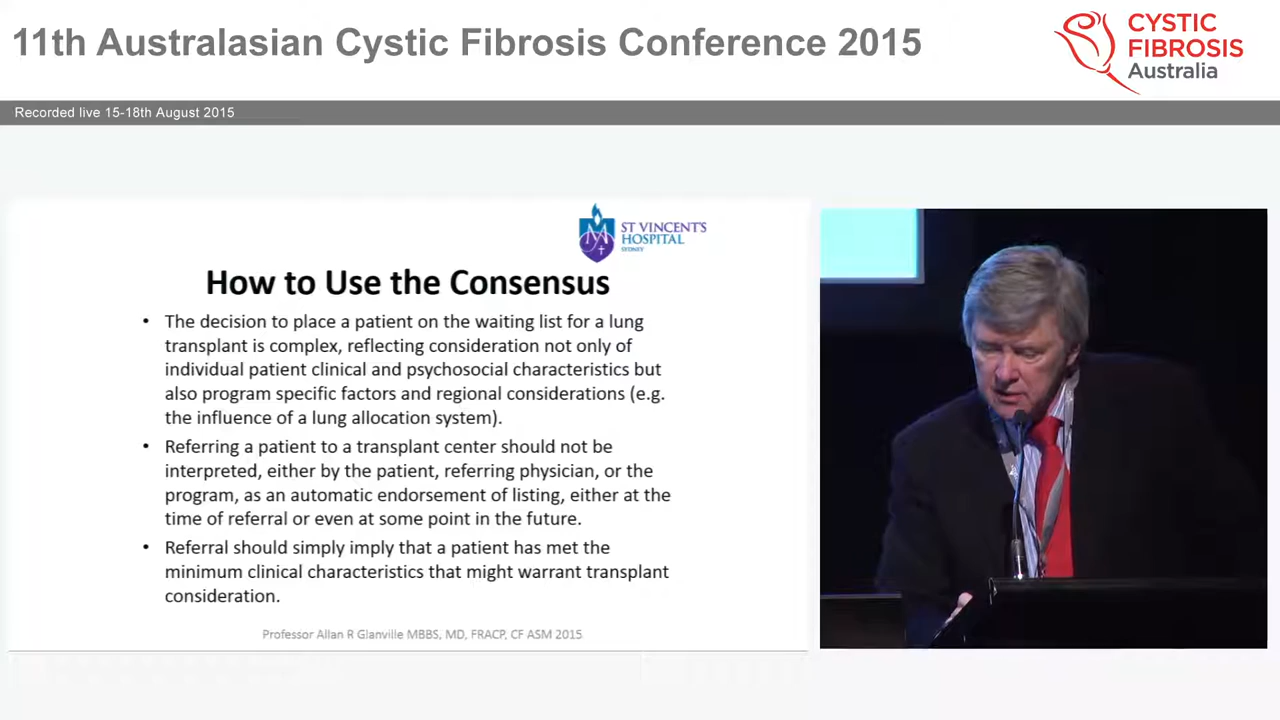 11th Australasian Cystic Fibrosis Conference 2015
CYSTIC
FIBROSIS
Australia
Recorded live 15-18th August 2015
ST VINCENT'S
HOSPITAL
SYDNEY
How to Use the Consensus
• The decision to place a patient on the waiting list for a lung
transplant is complex, reflecting consideration not only of
individual patient clinical and psychosocial characteristics but
also program specific factors and regional considerations (e.g.
the influence of a lung allocation system).
• Referring a patient to a transplant center should not be
interpreted, either by the patient, referring physician, or the
program, as an automatic endorsement of listing, either at the
time of referral or even at some point in the future.
• Referral should simply imply that a patient has met the
minimum clinical characteristics that might warrant transplant
consideration.
Professor Allan R Glanville MBBS, MD, FRACP, CF ASM 2015